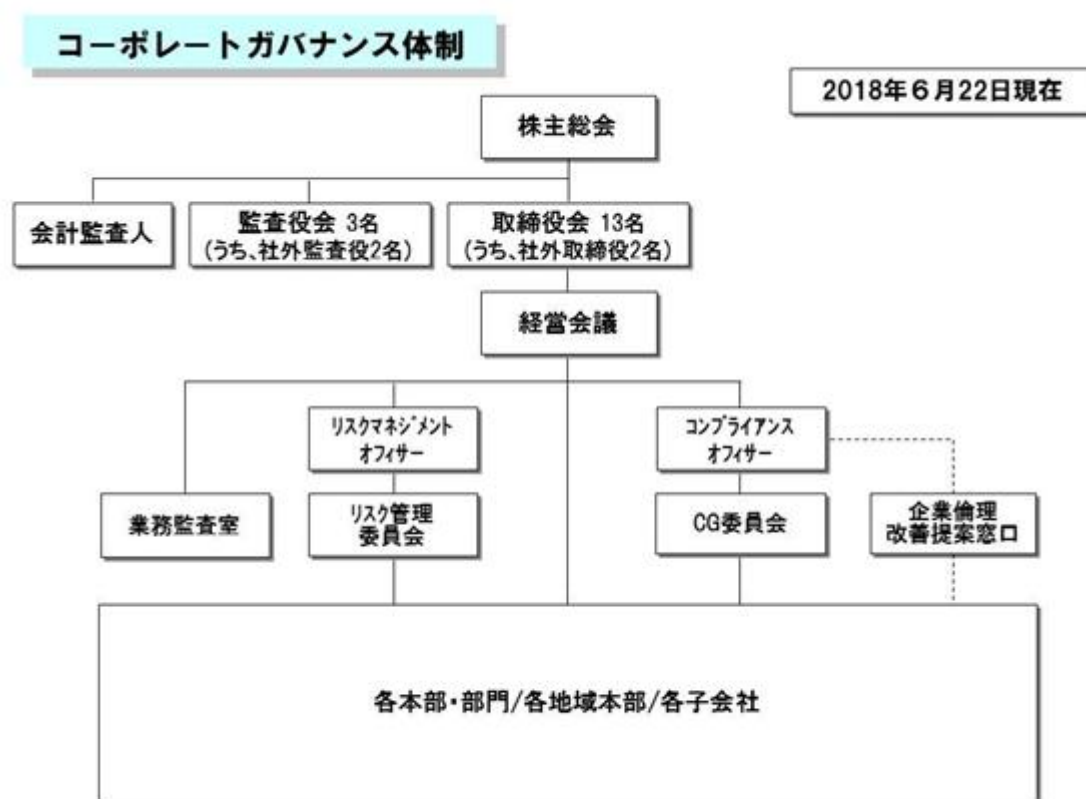 コーポレートガバナンス体制
2018年6月22日現在
株主総会
会計監査人
監査役会 3名
(うち、社外監査役2名)
取締役会 13名
(うち、社外取締役2名)
経営会議
リスクマネジメント
オフィサー
コンプライアンス
オフィサー
業務監査室
リスク管理
委員会
CG委員会
企業倫理
改善提案窓口
各本部・部門/各地域本部/各子会社